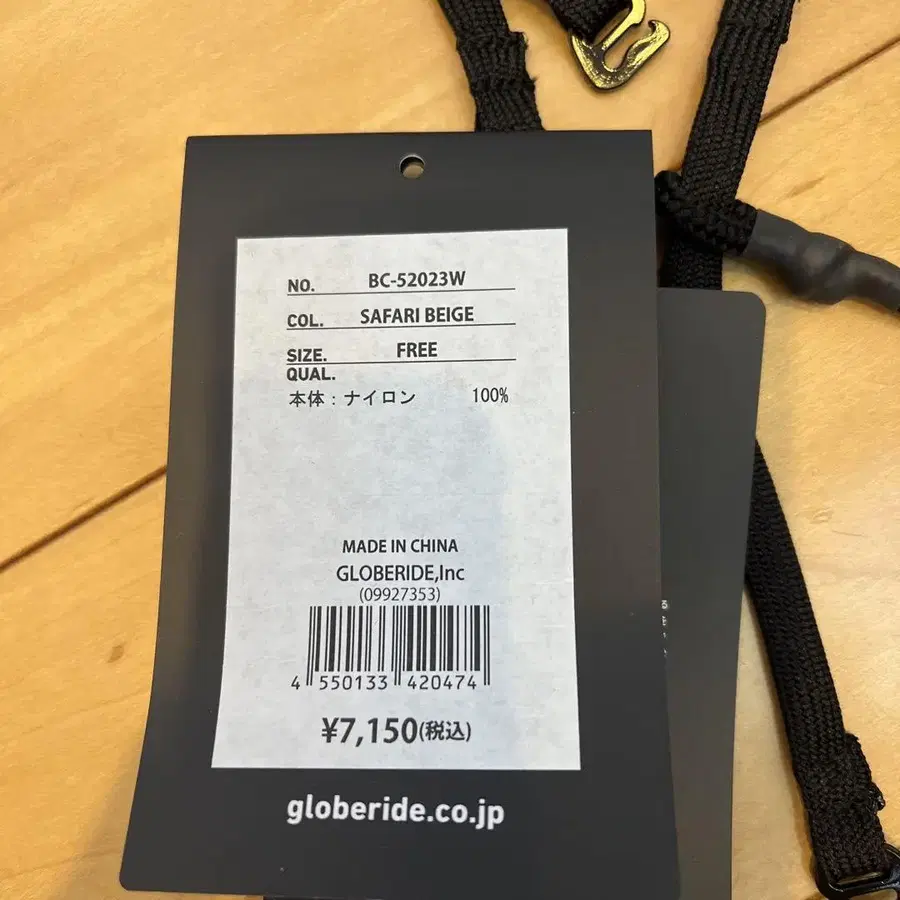 NO. BC-52023W
COL. SAFARI BEIGE
SIZE. FREE
QUAL.
本体：ナイロン 100%
MADE IN CHINA
GLOBERIDE,Inc
(09927353)
4 550133 420474
¥7,150(税込)
globeride.co.jp